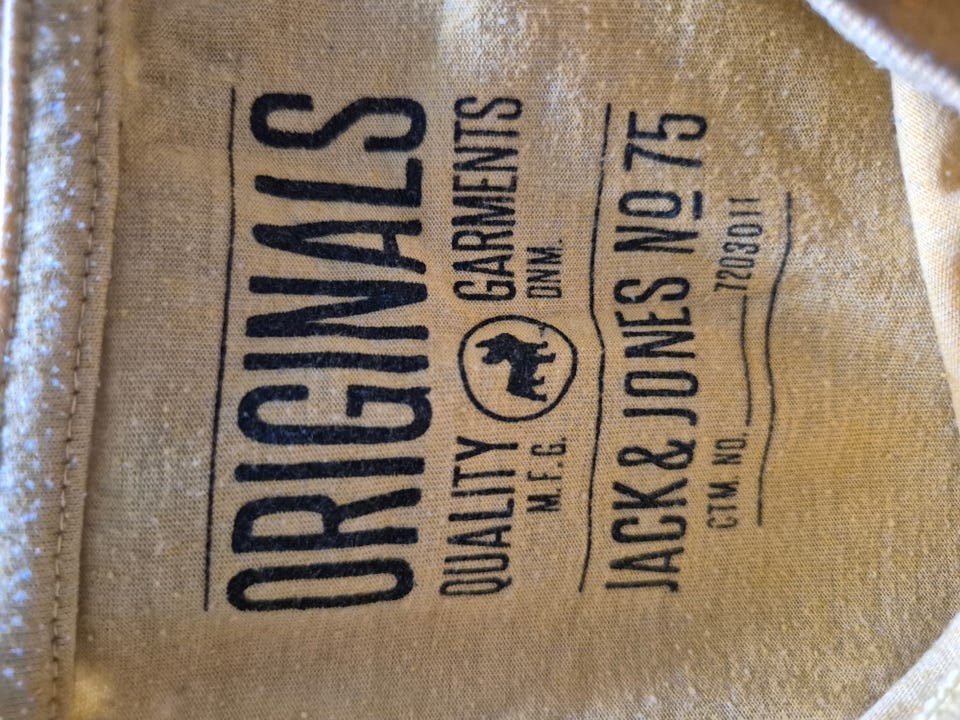 ORIGINALS
QUALITY GARMENTS
M.F.G. DNM.
JACK & JONES NO 75
CTM. NO. 7203011